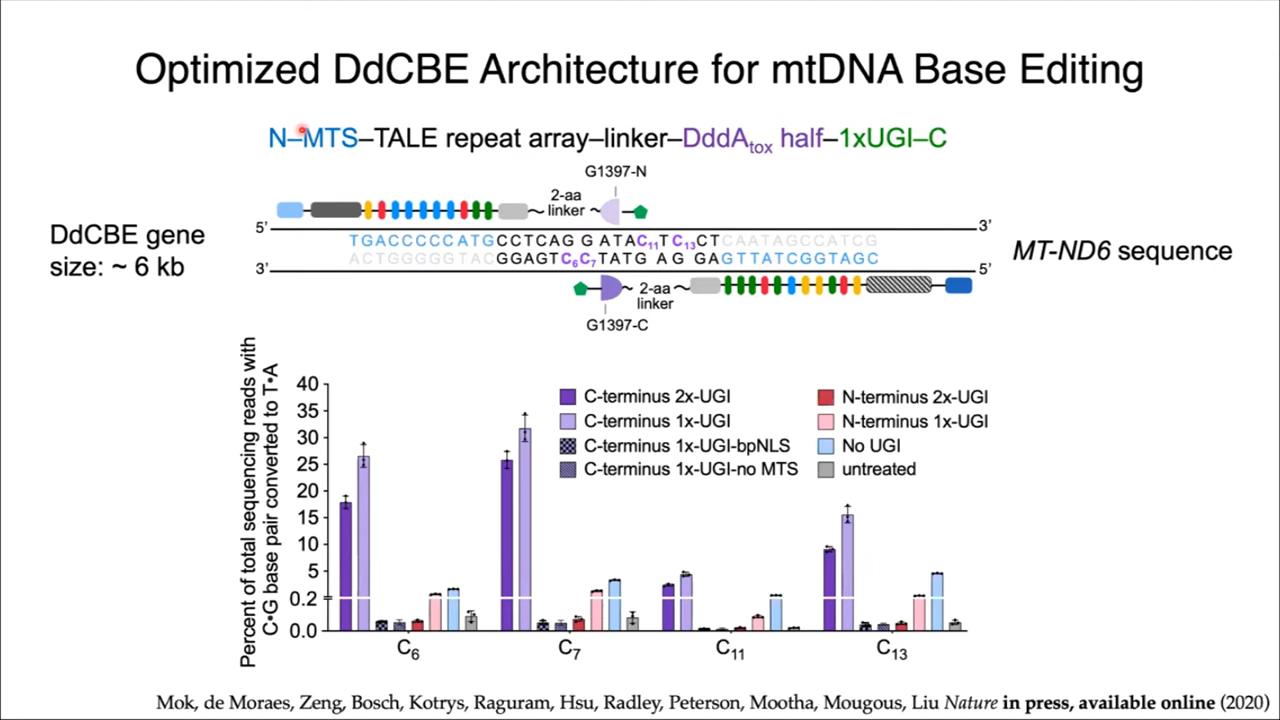 Optimized DdCBE Architecture for mtDNA Base Editing
N–MTS–TALE repeat array–linker–DddAtox half–1xUGI–C
G1397-N
2-aa
linker
DdCBE gene
size: ~ 6 kb
5’
3’
TGACCCCCATGCCTCAG G ATAC11TC13CTCAATAGCCATCG
ACTGGGGGTACGGAGTC6C7TATG AG GAGTTATCGGTAGC
3’
5’
MT-ND6 sequence
2-aa
linker
G1397-C
Percent of total sequencing reads with
C•G base pair converted to T•A
40
35
30
25
20
15
10
5
0.2
0.0
C-terminus 2x-UGI
C-terminus 1x-UGI
C-terminus 1x-UGI-bpNLS
C-terminus 1x-UGI-no MTS
N-terminus 2x-UGI
N-terminus 1x-UGI
No UGI
untreated
C6
C7
C11
C13
Mok, de Moraes, Zeng, Bosch, Kotrys, Raguram, Hsu, Radley, Peterson, Mootha, Mougous, Liu Nature in press, available online (2020)